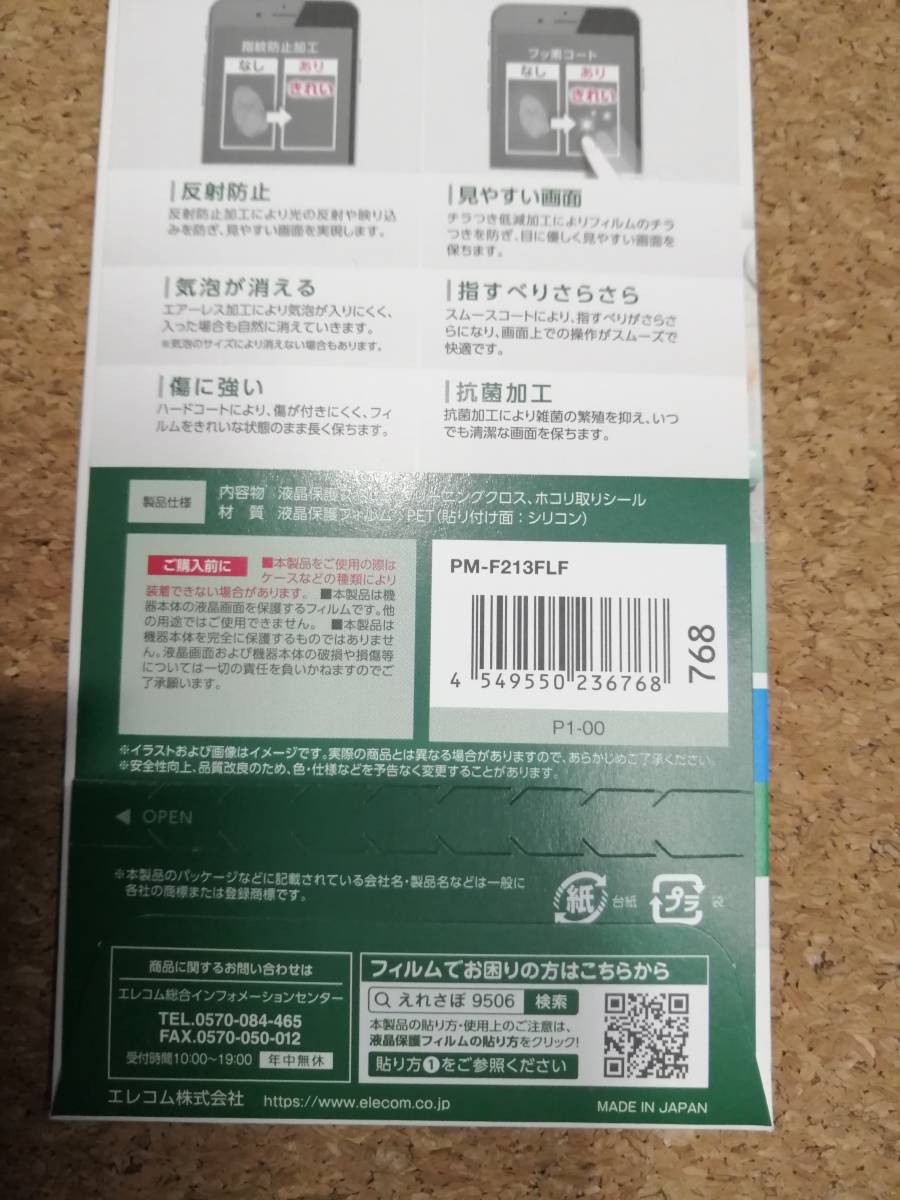 指紋防止加工
なし あり
きれい
フッ素コート
なし あり
きれい
反射防止
反射防止加工により光の反射や映り込
みを防ぎ、見やすい画面を実現します。
見やすい画面
チラつき低減加工によりフィルムのチラ
つきを防ぎ、目に優しく見やすい画面を
保ちます。
気泡が消える
エアーレス加工により気泡が入りにくく、
入った場合も自然に消えていきます。
※気泡のサイズにより消えない場合もあります。
指すべりさらさら
スムースコートにより、指すべりがさらさ
らになり、画面上での操作がスムーズで
快適です。
傷に強い
ハードコートにより、傷が付きにくく、フィ
ルムをきれいな状態のまま長く保ちます。
抗菌加工
抗菌加工により雑菌の繁殖を抑え、いつ
でも清潔な画面を保ちます。
製品仕様
内容物 液晶保護フィルム、クリーニングクロス、ホコリ取りシール
材質 液晶保護フィルム：PET(貼り付け面：シリコン)
ご購入前に ■本製品をご使用の際は
ケースなどの種類により
装着できない場合があります。 ■本製品は機
器本体の液晶画面を保護するフィルムです。他
の用途ではご使用できません。 ■本製品は
機器本体を完全に保護するものではありませ
ん。液晶画面および機器本体の破損や損傷等
については一切の責任を負いかねますのでご
了承願います。
PM-F213FLF
4 549550 236768
768
P1-00
※イラストおよび画像はイメージです。実際の商品とは異なる場合がありますので、あらかじめご了承ください。
※安全性向上、品質改良のため、色・仕様などを予告なく変更することがあります。
◀ OPEN
※本製品のパッケージなどに記載されている会社名・製品名などは一般に
各社の商標または登録商標です。
紙 台紙 プラ 袋
商品に関するお問い合わせは
エレコム総合インフォメーションセンター
TEL.0570-084-465
FAX.0570-050-012
受付時間10:00～19:00 年中無休
フィルムでお困りの方はこちらから
えれさぽ 9506 検索
本製品の貼り方・使用上のご注意は、
液晶保護フィルムの貼り方をクリック!
貼り方❶をご参照ください
エレコム株式会社 https://www.elecom.co.jp
MADE IN JAPAN